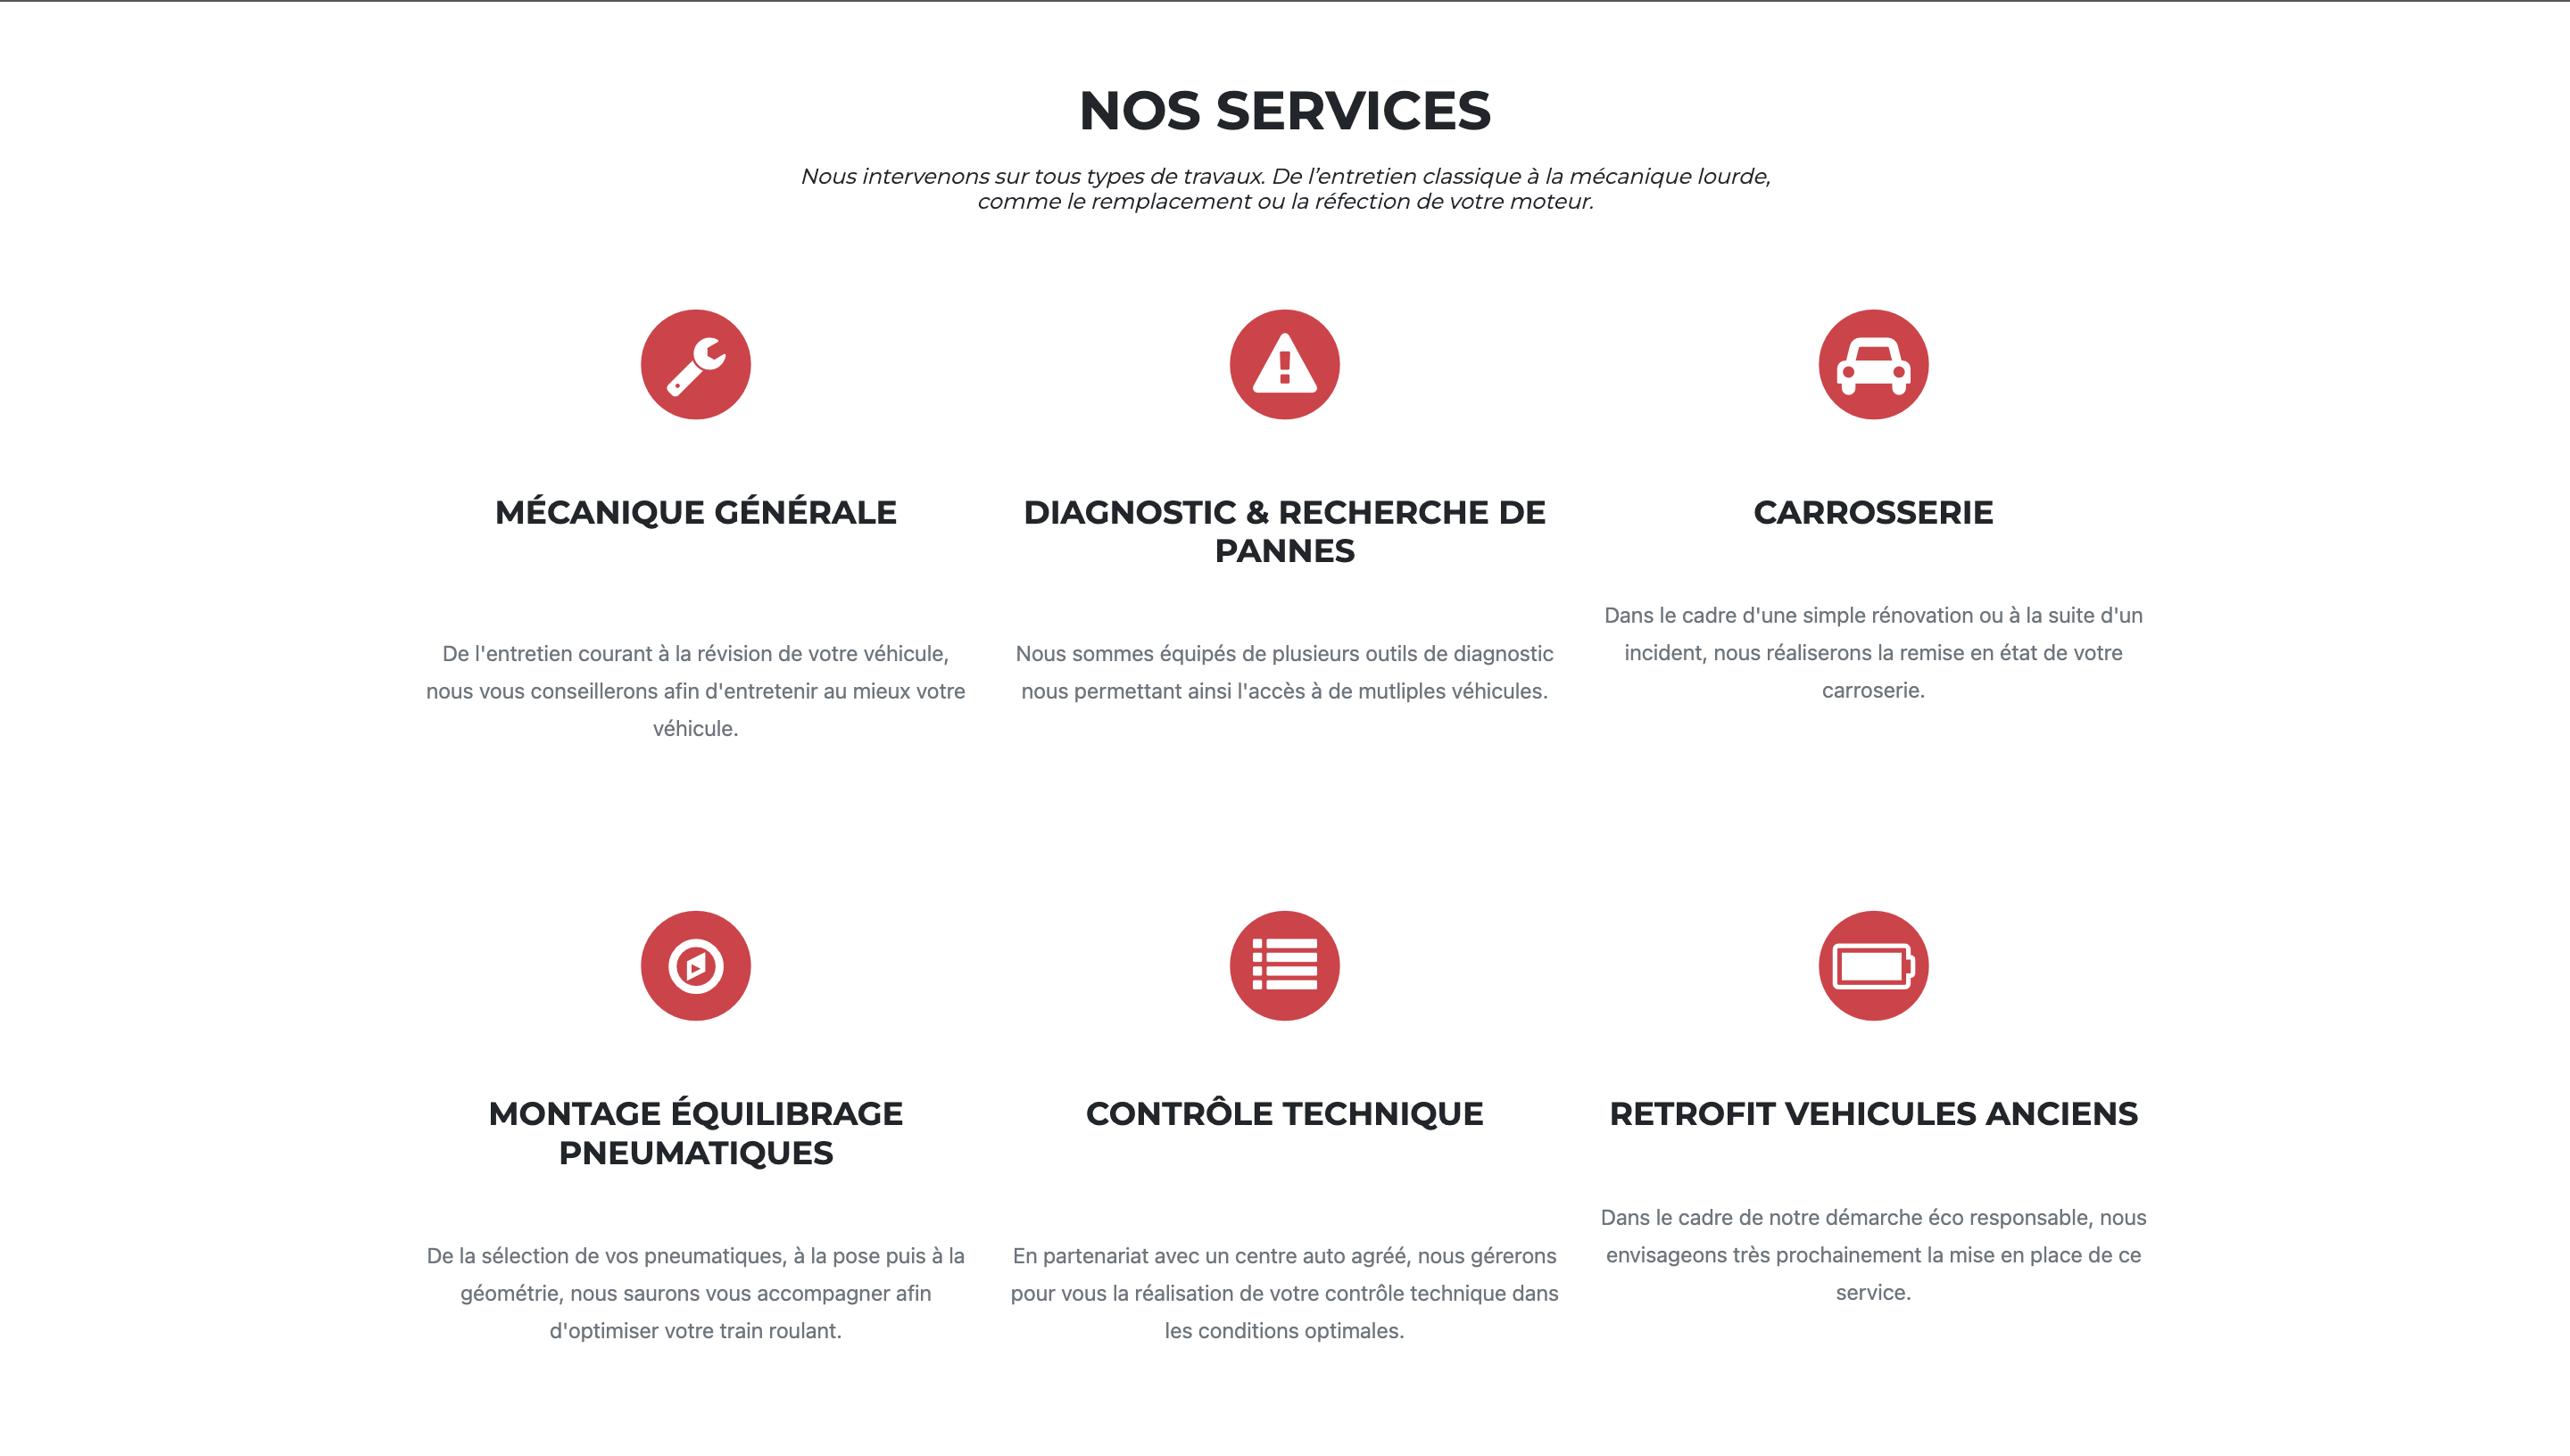 NOS SERVICES
Nous intervenons sur tous types de travaux. De l’entretien classique à la mécanique lourde,
comme le remplacement ou la réfection de votre moteur.
MÉCANIQUE GÉNÉRALE
De l'entretien courant à la révision de votre véhicule,
nous vous conseillerons afin d'entretenir au mieux votre
véhicule.
DIAGNOSTIC & RECHERCHE DE
PANNES
Nous sommes équipés de plusieurs outils de diagnostic
nous permettant ainsi l'accès à de mutliples véhicules.
CARROSSERIE
Dans le cadre d'une simple rénovation ou à la suite d'un
incident, nous réaliserons la remise en état de votre
carroserie.
MONTAGE ÉQUILIBRAGE
PNEUMATIQUES
De la sélection de vos pneumatiques, à la pose puis à la
géométrie, nous saurons vous accompagner afin
d'optimiser votre train roulant.
CONTRÔLE TECHNIQUE
En partenariat avec un centre auto agréé, nous gérerons
pour vous la réalisation de votre contrôle technique dans
les conditions optimales.
RETROFIT VEHICULES ANCIENS
Dans le cadre de notre démarche éco responsable, nous
envisageons très prochainement la mise en place de ce
service.